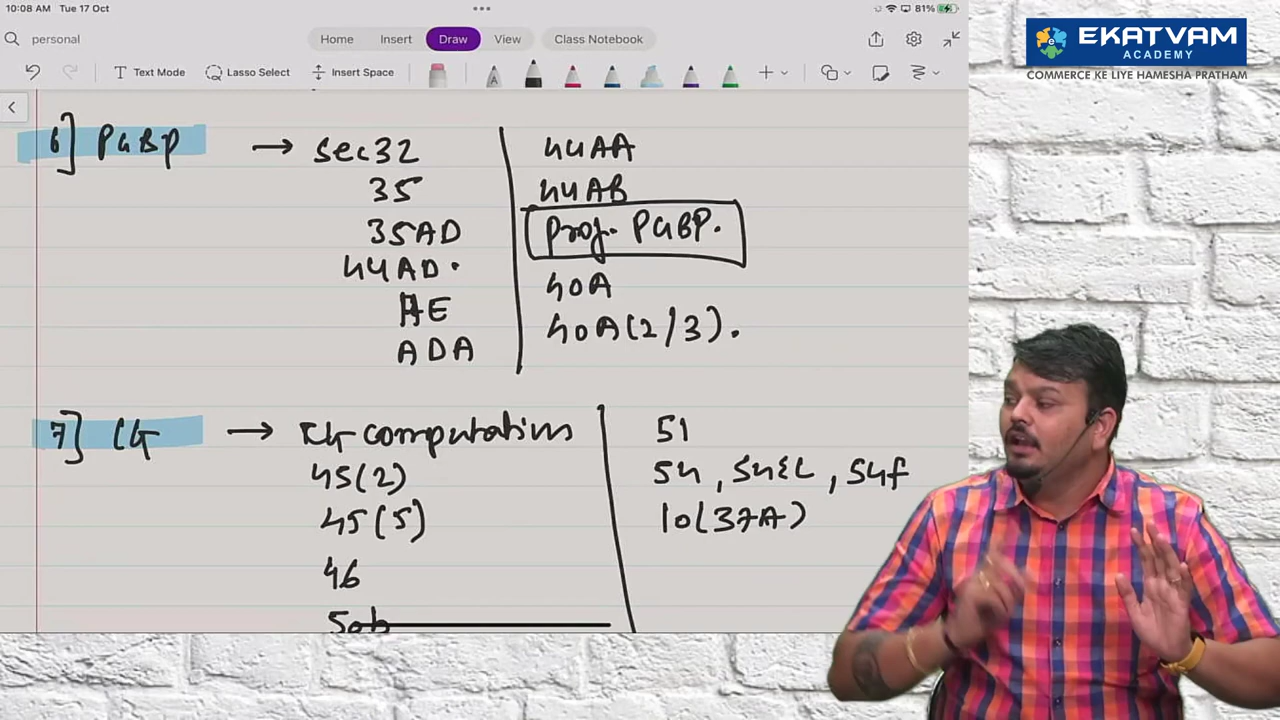 10:08 AM Tue 17 Oct
81%
personal
Home Insert Draw View Class Notebook
Text Mode Lasso Select Insert Space
EKATVAM
ACADEMY
COMMERCE KE LIYE HAMESHA PRATHAM
6] PGBP → Sec 32
35
35AD
44AD.
AE
ADA
44AA
44AB
Prof. PGBP.
40A
40A(2/3).
7] CG → CG computation
45(2)
45(5)
46
50b
51
54, 54EC, 54f
10(37A)